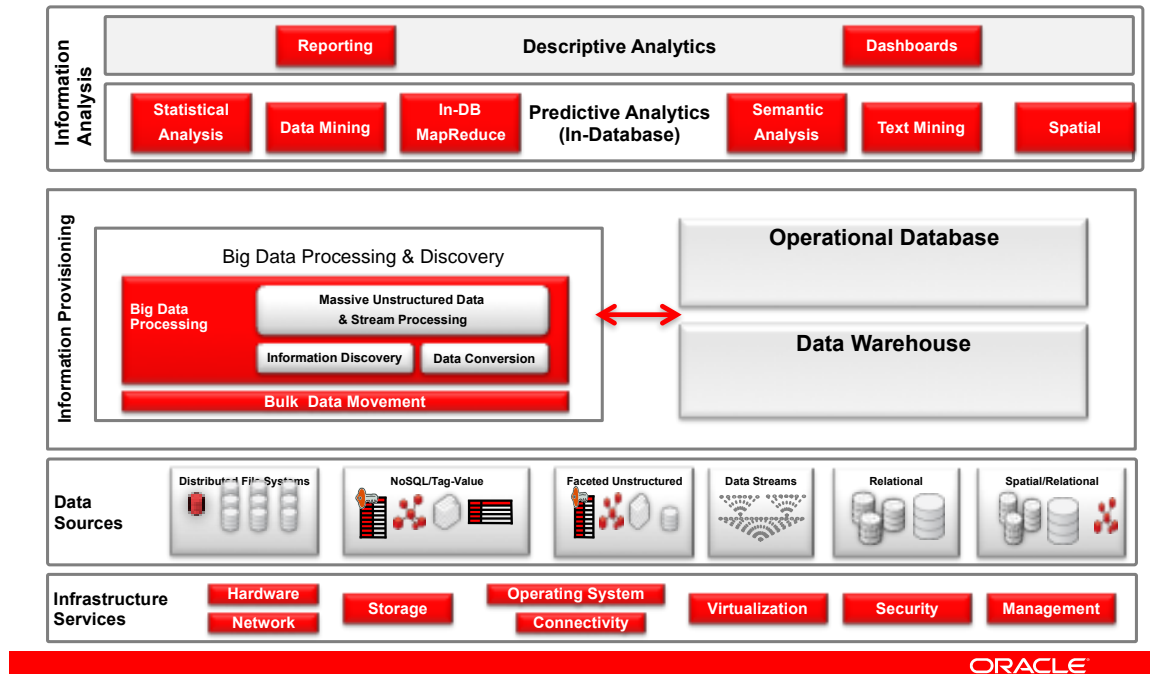 Information
Analysis
Reporting
Descriptive Analytics
Dashboards
Statistical
Analysis
Data Mining
In-DB
MapReduce
Predictive Analytics
(In-Database)
Semantic
Analysis
Text Mining
Spatial
Information Provisioning
Big Data Processing & Discovery
Big Data
Processing
Massive Unstructured Data
& Stream Processing
Information Discovery
Data Conversion
Bulk Data Movement
Operational Database
Data Warehouse
Data
Sources
Distributed File Systems
NoSQL/Tag-Value
Faceted Unstructured
Data Streams
Relational
Spatial/Relational
Infrastructure
Services
Hardware
Network
Storage
Operating System
Connectivity
Virtualization
Security
Management
ORACLE